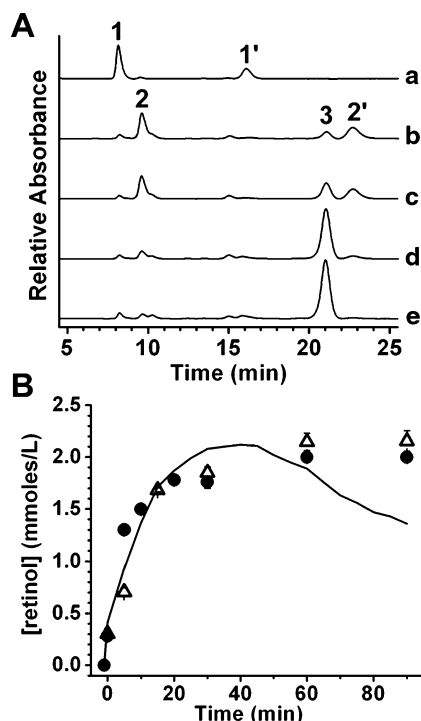 A
1
1'
a
2
3
2'
b
c
d
e
Relative Absorbance
5
10
15
20
25
Time (min)
B
2.5
2.0
1.5
1.0
0.5
0.0
[retinol] (mmoles/L)
0
20
40
60
80
Time (min)